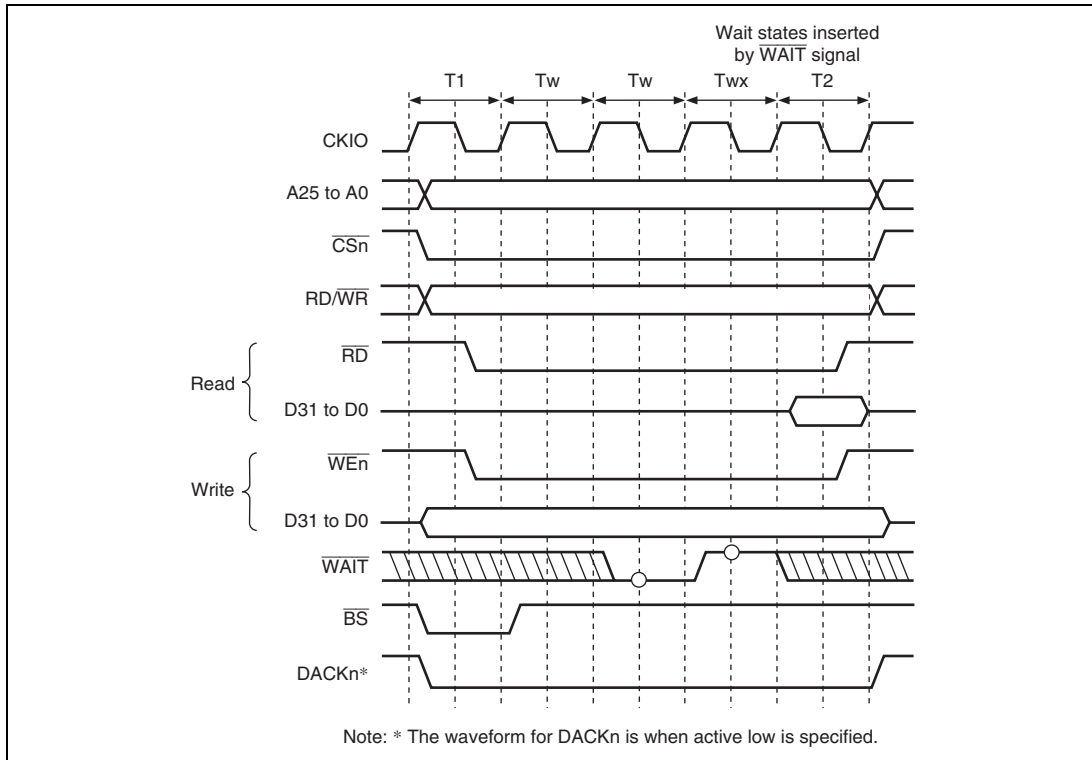 Wait states inserted
by WAIT signal
T1 Tw Tw Twx T2
CKIO
A25 to A0
CSn
RD/WR
Read
RD
D31 to D0
Write
WEn
D31 to D0
WAIT
BS
DACKn*
Note: * The waveform for DACKn is when active low is specified.